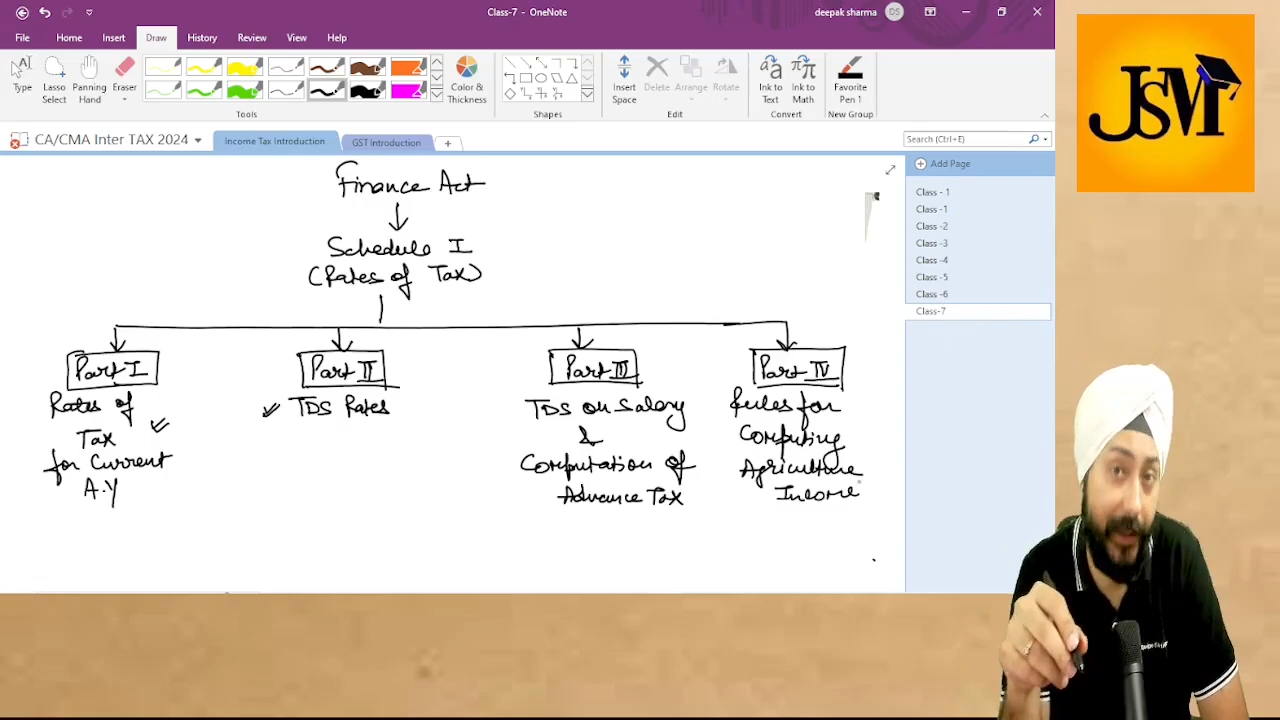 Class-7 - OneNote
deepak sharma
DS
File
Home
Insert
Draw
History
Review
View
Help
Type
Lasso
Select
Panning
Hand
Eraser
Color &
Thickness
Insert
Space
Delete
Arrange
Rotate
Ink to
Text
Ink to
Math
Favorite
Pen 1
Tools
Shapes
Edit
Convert
New Group
CA/CMA Inter TAX 2024
Income Tax Introduction
GST Introduction
Search (Ctrl+E)
Add Page
Class - 1
Class -1
Class -2
Class -3
Class -4
Class -5
Class -6
Class-7
JSM
Finance Act
Schedule I
(Rates of Tax)
Part I
Rates of
Tax
for Current
A.Y
Part II
TDS Rates
Part III
TDS on Salary
&
Computation of
Advance Tax
Part IV
Rules for
Computing
Agriculture
Income